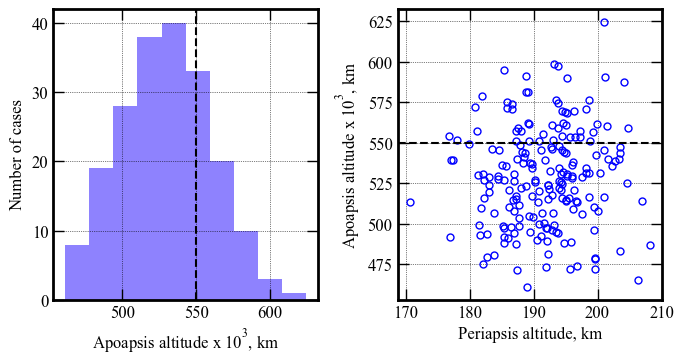 40
30
20
10
0
Number of cases
500 550 600
Apoapsis altitude x 10³, km
625
600
575
550
525
500
475
Apoapsis altitude x 10³, km
170 180 190 200 210
Periapsis altitude, km